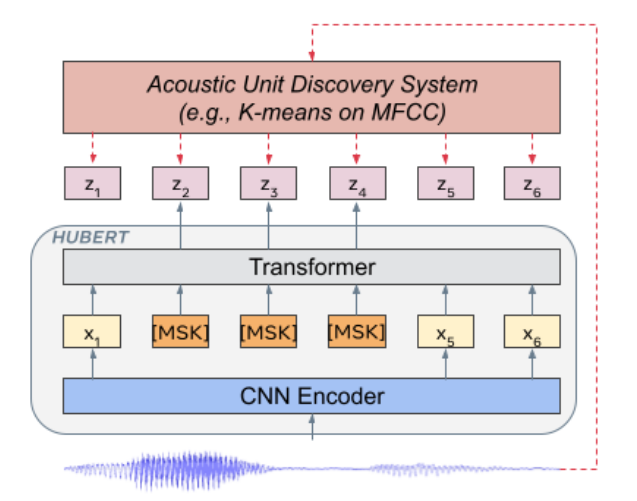 Acoustic Unit Discovery System
(e.g., K-means on MFCC)
z1 z2 z3 z4 z5 z6
HUBERT
Transformer
x1 [MSK] [MSK] [MSK] x5 x6
CNN Encoder